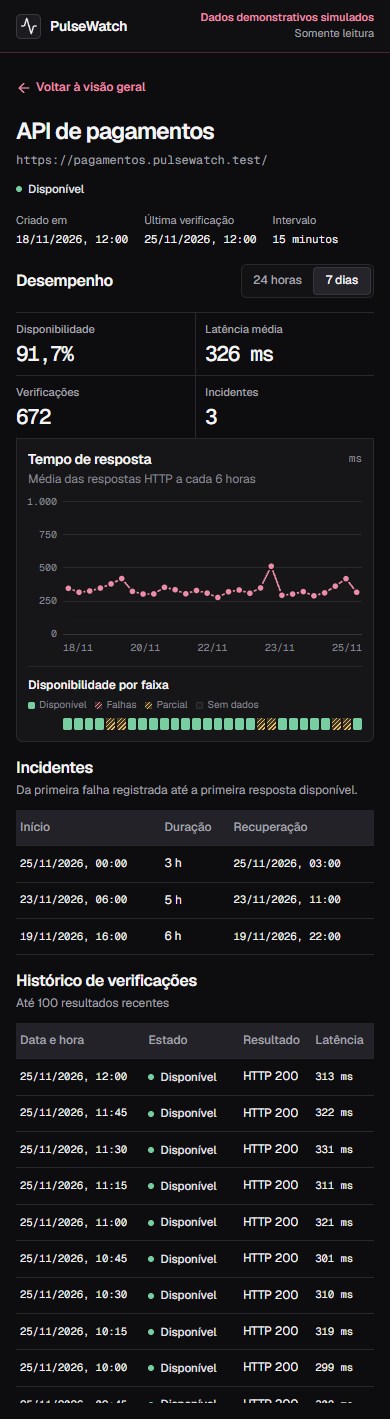 PulseWatch
Dados demonstrativos simulados
Somente leitura
← Voltar à visão geral
API de pagamentos
https://pagamentos.pulsewatch.test/
Disponível
Criado em Última verificação Intervalo
18/11/2026, 12:00 25/11/2026, 12:00 15 minutos
Desempenho 24 horas 7 dias
Disponibilidade Latência média
91,7% 326 ms
Verificações Incidentes
672 3
Tempo de resposta ms
Média das respostas HTTP a cada 6 horas
1.000
750
500
250
0
18/11 20/11 22/11 23/11 25/11
Disponibilidade por faixa
Disponível Falhas Parcial Sem dados
Incidentes
Da primeira falha registrada até a primeira resposta disponível.
Início Duração Recuperação
25/11/2026, 00:00 3 h 25/11/2026, 03:00
23/11/2026, 06:00 5 h 23/11/2026, 11:00
19/11/2026, 16:00 6 h 19/11/2026, 22:00
Histórico de verificações
Até 100 resultados recentes
Data e hora Estado Resultado Latência
25/11/2026, 12:00 Disponível HTTP 200 313 ms
25/11/2026, 11:45 Disponível HTTP 200 322 ms
25/11/2026, 11:30 Disponível HTTP 200 331 ms
25/11/2026, 11:15 Disponível HTTP 200 311 ms
25/11/2026, 11:00 Disponível HTTP 200 321 ms
25/11/2026, 10:45 Disponível HTTP 200 301 ms
25/11/2026, 10:30 Disponível HTTP 200 310 ms
25/11/2026, 10:15 Disponível HTTP 200 319 ms
25/11/2026, 10:00 Disponível HTTP 200 299 ms